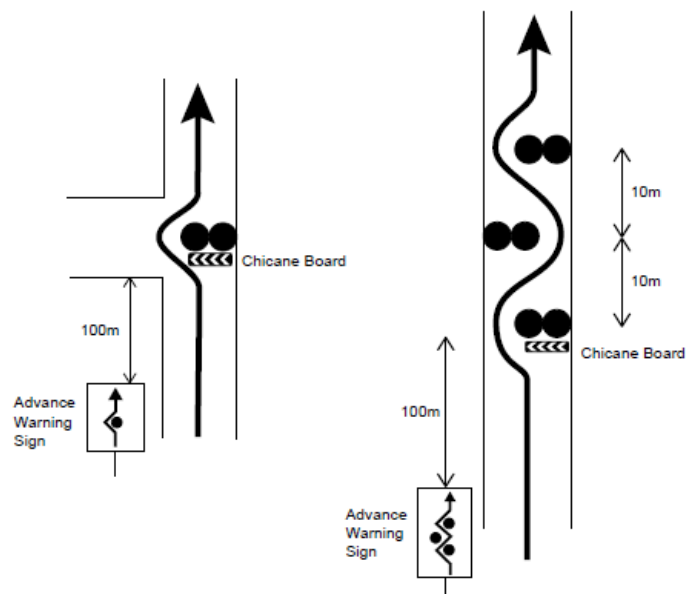 Chicane Board
100m
Advance
Warning
Sign
10m
10m
Chicane Board
100m
Advance
Warning
Sign